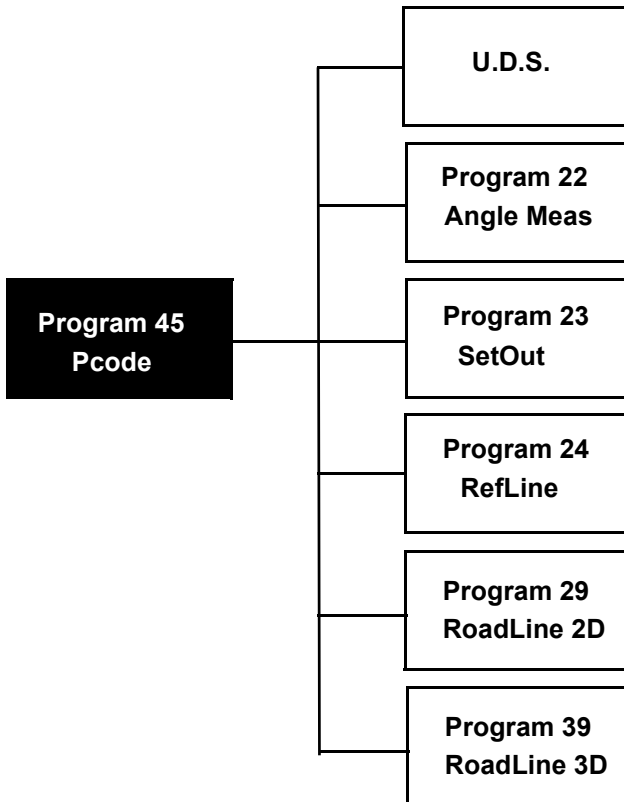 U.D.S.
Program 22
Angle Meas
Program 45
Pcode
Program 23
SetOut
Program 24
RefLine
Program 29
RoadLine 2D
Program 39
RoadLine 3D